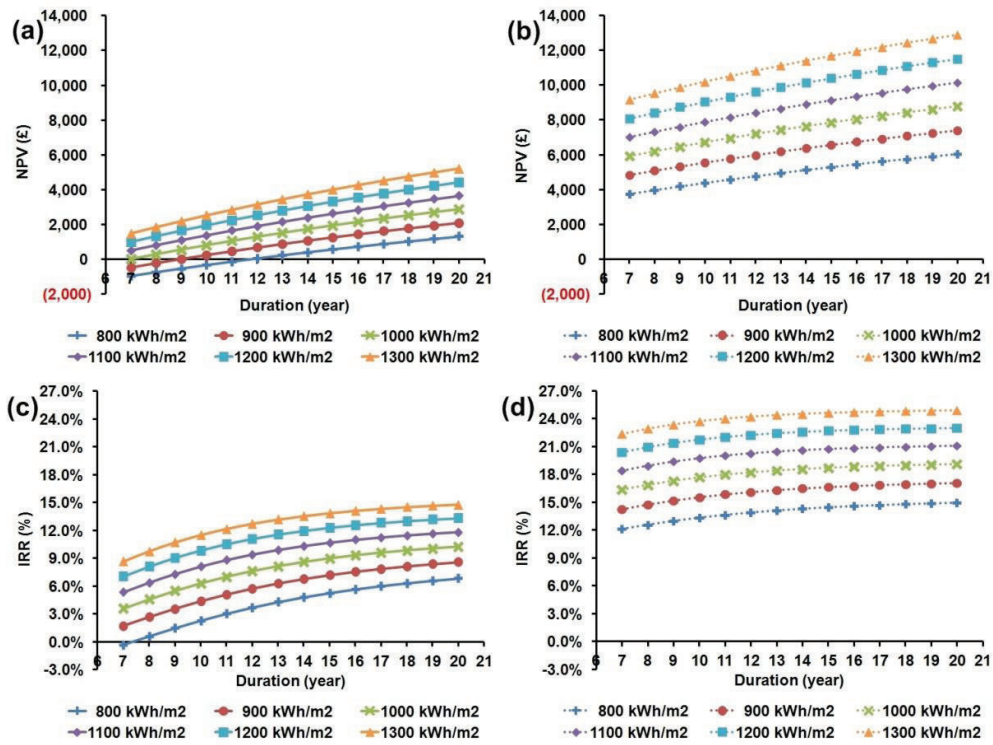 (a)
14,000
12,000
10,000
8,000
6,000
4,000
2,000
0
(2,000)
NPV (£)
6 7 8 9 10 11 12 13 14 15 16 17 18 19 20 21
Duration (year)
800 kWh/m2 900 kWh/m2 1000 kWh/m2
1100 kWh/m2 1200 kWh/m2 1300 kWh/m2
(b)
14,000
12,000
10,000
8,000
6,000
4,000
2,000
0
(2,000)
NPV (£)
6 7 8 9 10 11 12 13 14 15 16 17 18 19 20 21
Duration (year)
800 kWh/m2 900 kWh/m2 1000 kWh/m2
1100 kWh/m2 1200 kWh/m2 1300 kWh/m2
(c)
27.0%
24.0%
21.0%
18.0%
15.0%
12.0%
9.0%
6.0%
3.0%
0.0%
-3.0%
IRR (%)
6 7 8 9 10 11 12 13 14 15 16 17 18 19 20 21
Duration (year)
800 kWh/m2 900 kWh/m2 1000 kWh/m2
1100 kWh/m2 1200 kWh/m2 1300 kWh/m2
(d)
27.0%
24.0%
21.0%
18.0%
15.0%
12.0%
9.0%
6.0%
3.0%
0.0%
-3.0%
IRR (%)
6 7 8 9 10 11 12 13 14 15 16 17 18 19 20 21
Duration (year)
800 kWh/m2 900 kWh/m2 1000 kWh/m2
1100 kWh/m2 1200 kWh/m2 1300 kWh/m2